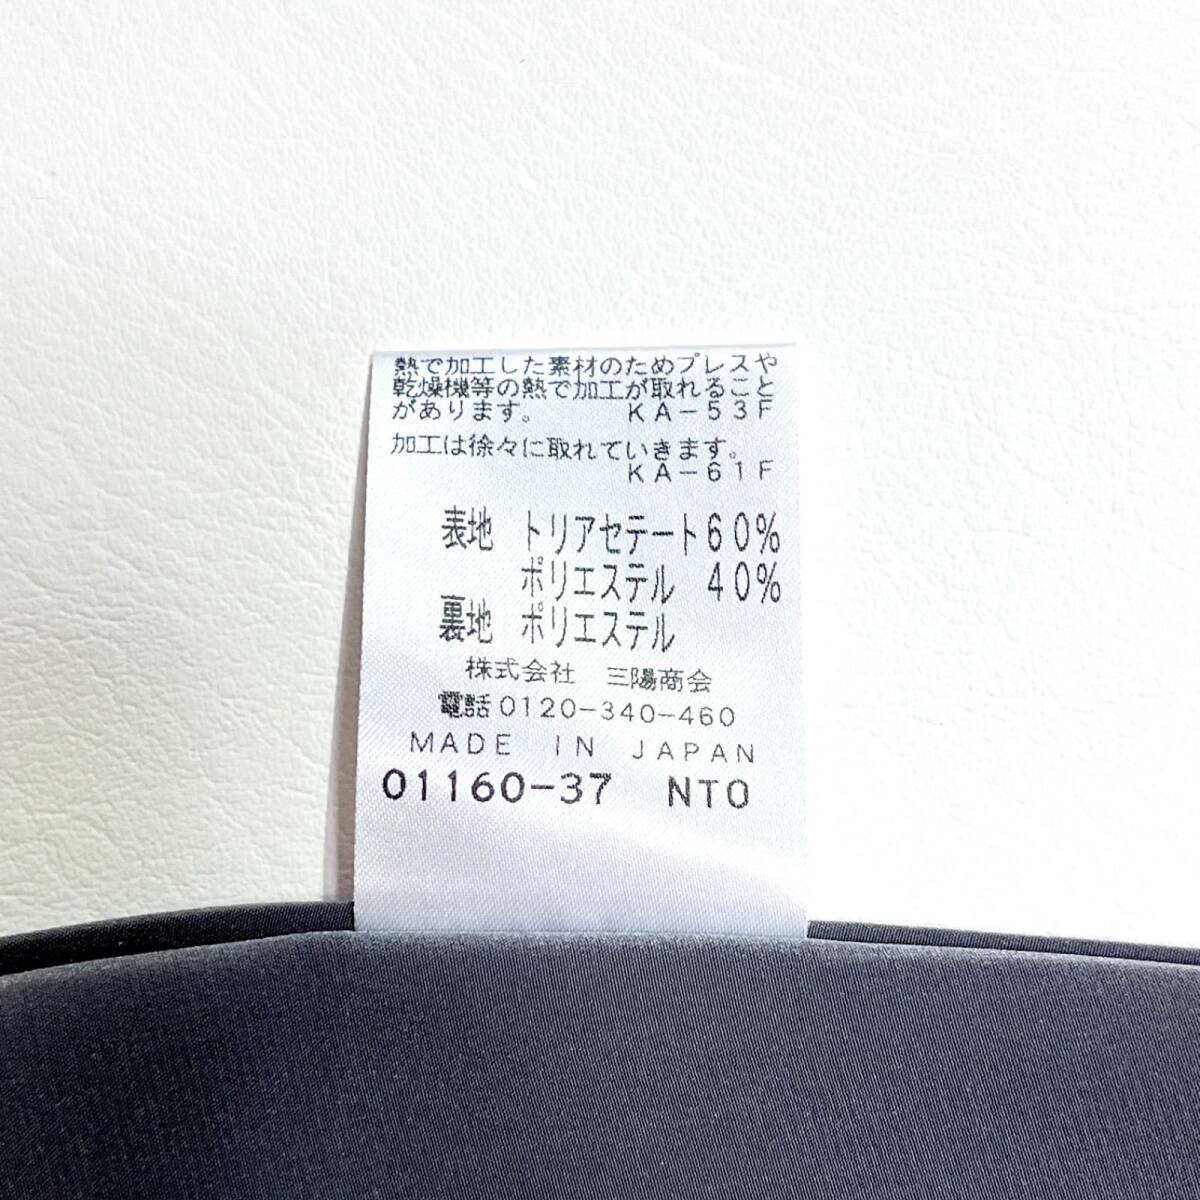 熱で加工した素材のためプレスや
乾燥機等の熱で加工が取れること
があります。 KA-53F
加工は徐々に取れていきます。
KA-61F
表地 トリアセテート60%
ポリエステル 40%
裏地 ポリエステル
株式会社 三陽商会
電話0120-340-460
MADE IN JAPAN
01160-37 NTO